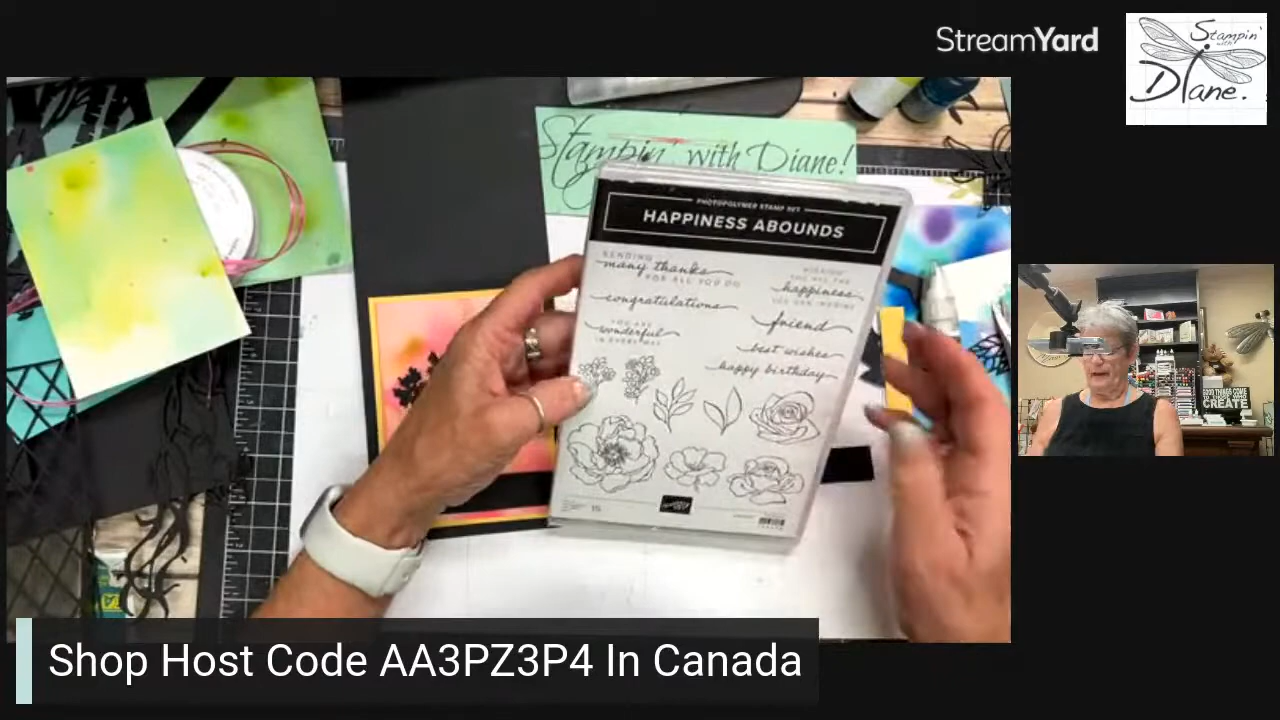 StreamYard
Stampin'
with
Diane.
Stampin' with Diane!
PHOTOPOLYMER STAMP SET
HAPPINESS ABOUNDS
SENDING
many thanks
FOR ALL YOU DO
WISHING
YOU ALL THE
happiness
YOU CAN IMAGINE
congratulations
friend
YOU ARE
wonderful
IN EVERY WAY
best wishes
happy birthday
15
CREATE
Shop Host Code AA3PZ3P4 In Canada